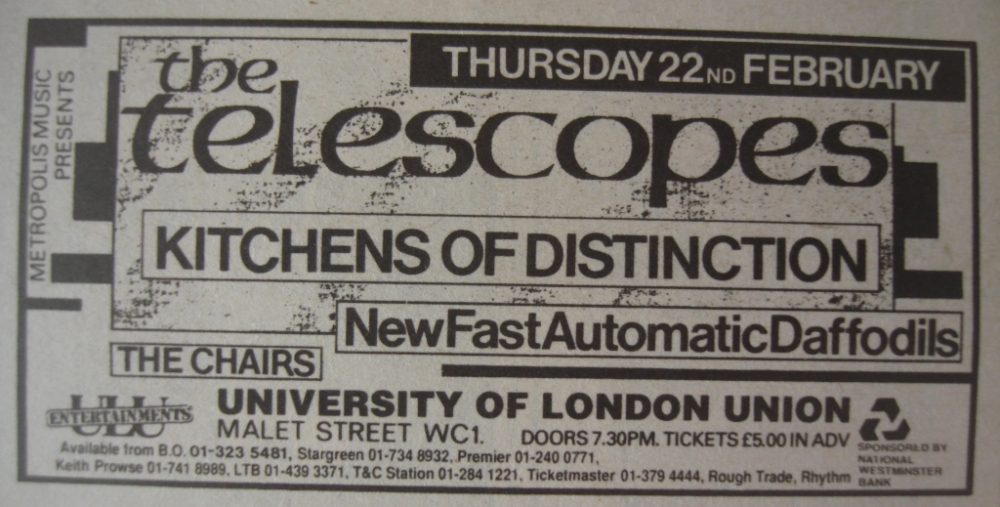 METROPOLIS MUSIC
PRESENTS
THURSDAY 22ND FEBRUARY
the
telescopes
KITCHENS OF DISTINCTION
NewFastAutomaticDaffodils
THE CHAIRS
ULU
ENTERTAINMENTS
UNIVERSITY OF LONDON UNION
MALET STREET WC1. DOORS 7.30PM. TICKETS £5.00 IN ADV
Available from B.O. 01-323 5481, Stargreen 01-734 8932, Premier 01-240 0771,
Keith Prowse 01-741 8989, LTB 01-439 3371, T&C Station 01-284 1221, Ticketmaster 01-379 4444, Rough Trade, Rhythm
SPONSORED BY
NATIONAL
WESTMINSTER
BANK